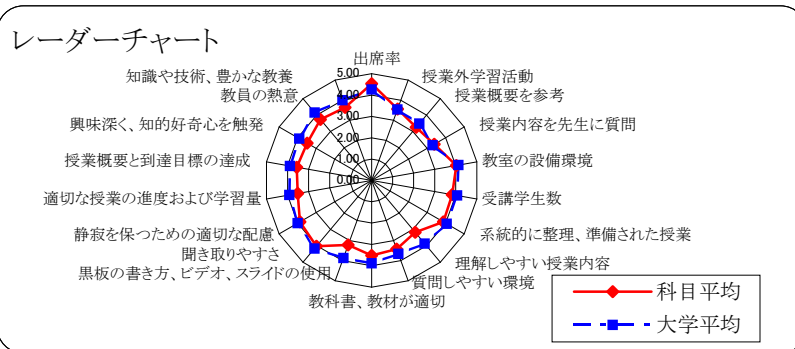 レーダーチャート
出席率
授業外学習活動
授業概要を参考
授業内容を先生に質問
教室の設備環境
受講学生数
系統的に整理、準備された授業
理解しやすい授業内容
質問しやすい環境
教科書、教材が適切
黒板の書き方、ビデオ、スライドの使用
聞き取りやすさ
静寂を保つための適切な配慮
適切な授業の進度および学習量
授業概要と到達目標の達成
興味深く、知的好奇心を触発
教員の熱意
知識や技術、豊かな教養
5.00
4.00
3.00
2.00
1.00
0.00
科目平均
大学平均